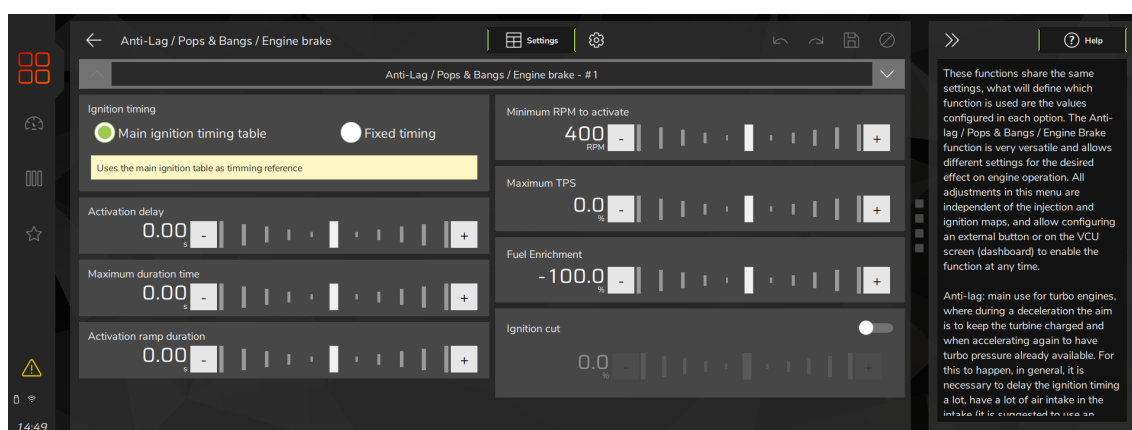 Anti-Lag / Pops & Bangs / Engine brake
Settings
Help
Anti-Lag / Pops & Bangs / Engine brake - #1
Ignition timing
Main ignition timing table
Fixed timing
Uses the main ignition table as timming reference
Activation delay
0.00
s
-
+
Maximum duration time
0.00
s
-
+
Activation ramp duration
0.00
s
-
+
Minimum RPM to activate
400
RPM
-
+
Maximum TPS
0.0
%
-
+
Fuel Enrichment
-100.0
%
-
+
Ignition cut
0.0
%
-
+
These functions share the same
settings, what will define which
function is used are the values
configured in each option. The Anti-
lag / Pops & Bangs / Engine Brake
function is very versatile and allows
different settings for the desired
effect on engine operation. All
adjustments in this menu are
independent of the injection and
ignition maps, and allow configuring
an external button or on the VCU
screen (dashboard) to enable the
function at any time.
Anti-lag: main use for turbo engines,
where during a deceleration the aim
is to keep the turbine charged and
when accelerating again to have
turbo pressure already available. For
this to happen, in general, it is
necessary to delay the ignition timing
a lot, have a lot of air intake in the
intake (it is suggested to use an
14:49